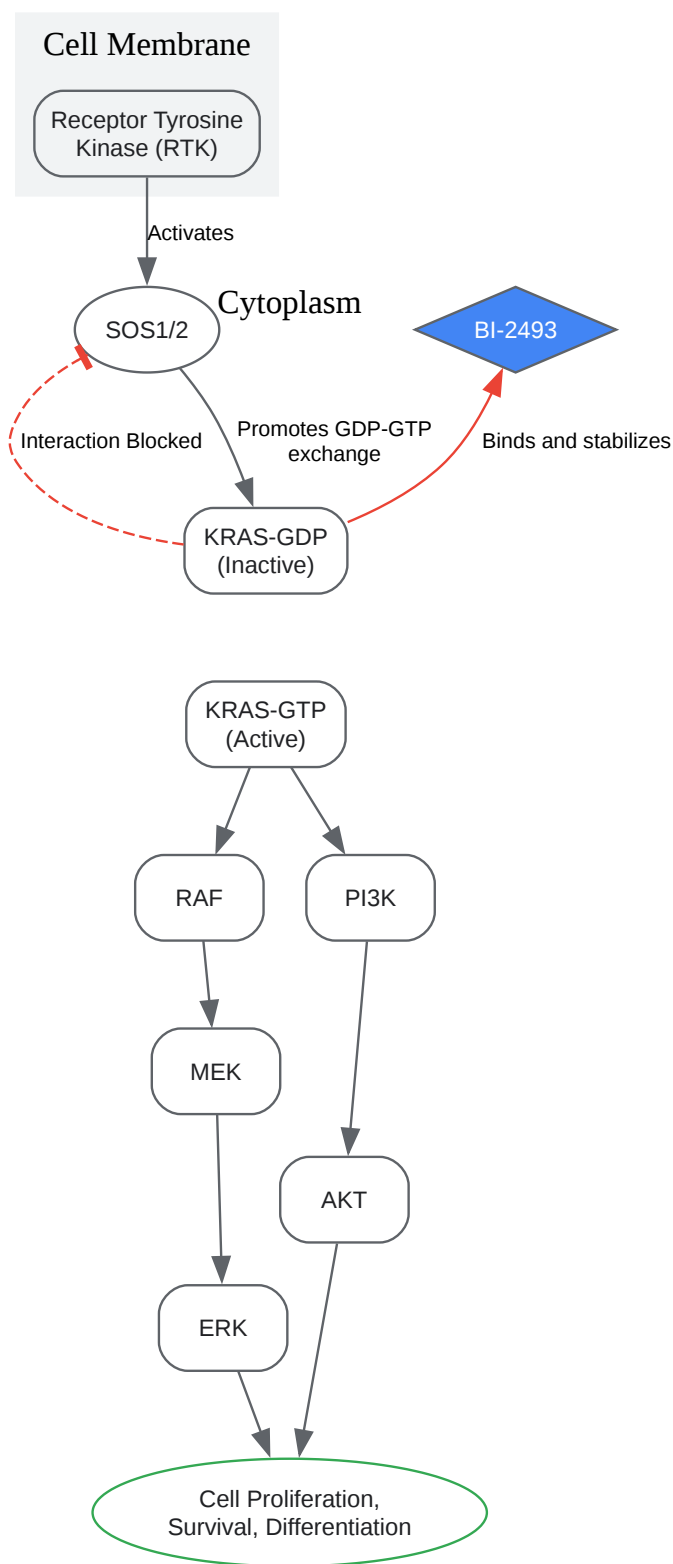 Cell Membrane
Receptor Tyrosine
Kinase (RTK)
Activates
SOS1/2
Cytoplasm
BI-2493
Interaction Blocked
Promotes GDP-GTP
exchange
Binds and stabilizes
KRAS-GDP
(Inactive)
KRAS-GTP
(Active)
RAF
PI3K
MEK
AKT
ERK
Cell Proliferation,
Survival, Differentiation